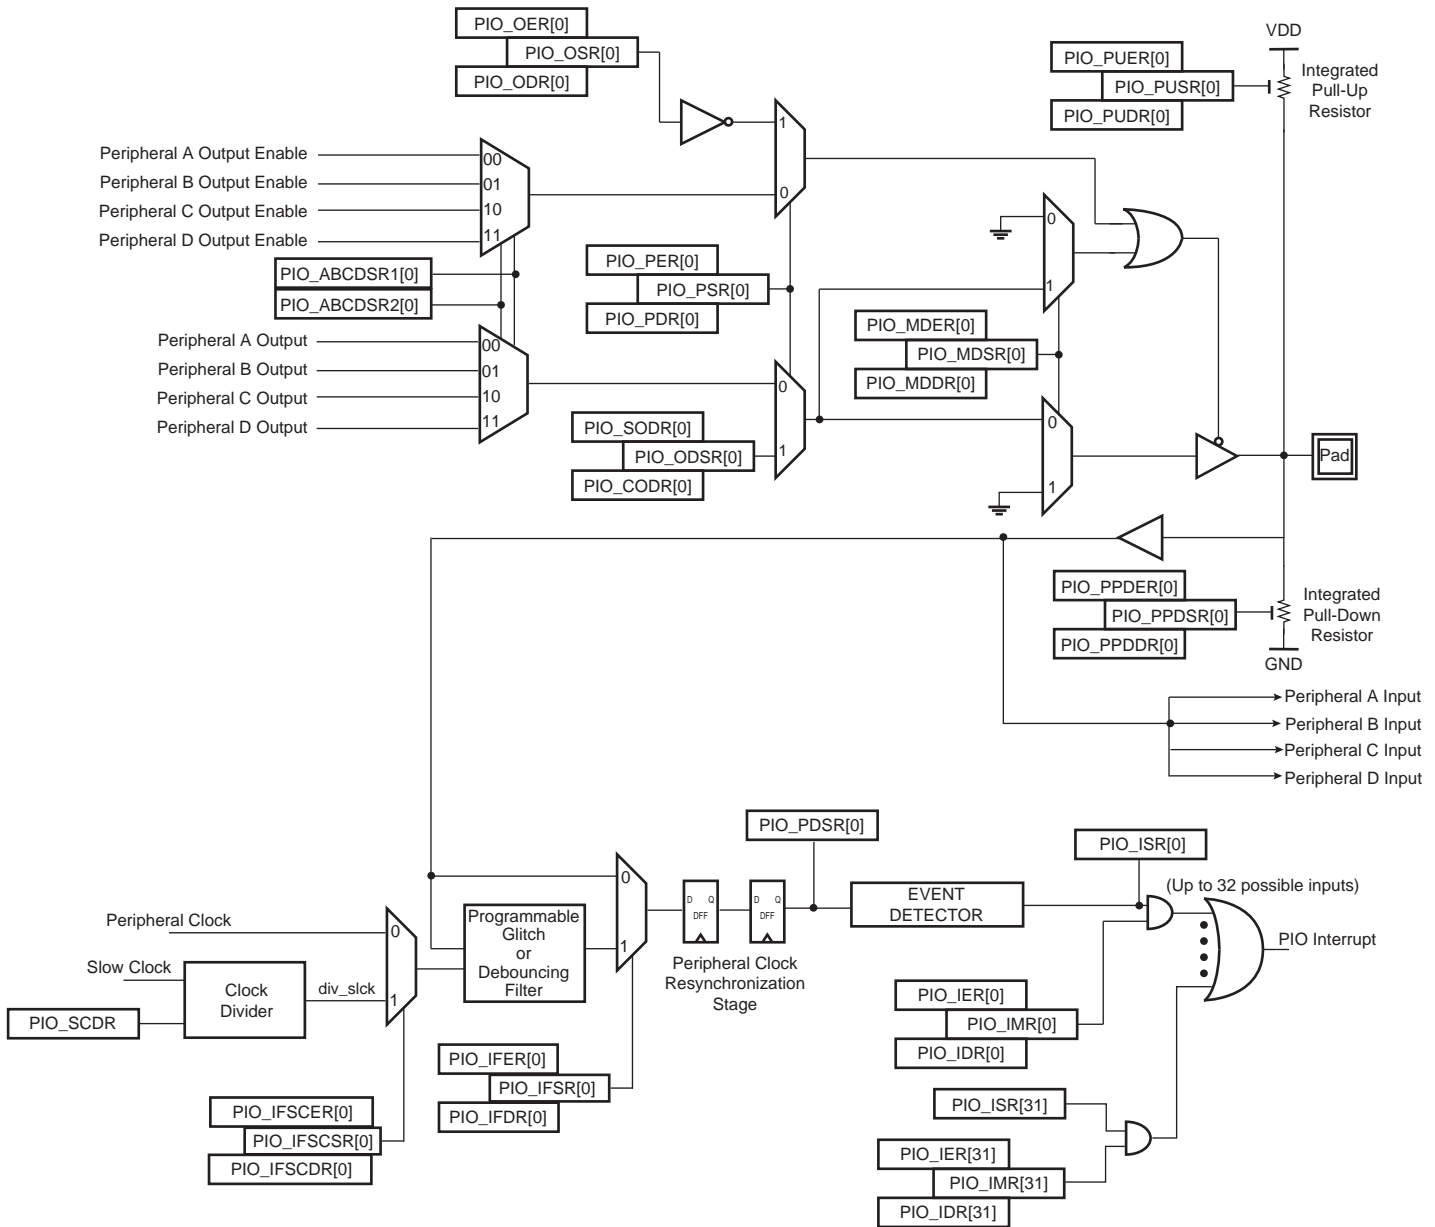 PIO_OER[0]
PIO_OSR[0]
PIO_ODR[0]
1
0
Peripheral A Output Enable
Peripheral B Output Enable
Peripheral C Output Enable
Peripheral D Output Enable
00
01
10
11
PIO_ABCDSR1[0]
PIO_ABCDSR2[0]
Peripheral A Output
Peripheral B Output
Peripheral C Output
Peripheral D Output
00
01
10
11
PIO_PER[0]
PIO_PSR[0]
PIO_PDR[0]
0
1
PIO_SODR[0]
PIO_ODSR[0]
PIO_CODR[0]
0
1
PIO_MDER[0]
PIO_MDSR[0]
PIO_MDDR[0]
0
1
PIO_PUER[0]
PIO_PUSR[0]
PIO_PUDR[0]
VDD
Integrated
Pull-Up
Resistor
Pad
PIO_PPDER[0]
PIO_PPDSR[0]
PIO_PPDDR[0]
Integrated
Pull-Down
Resistor
GND
Peripheral A Input
Peripheral B Input
Peripheral C Input
Peripheral D Input
Peripheral Clock
Slow Clock
PIO_SCDR
Clock
Divider
div_slck
0
1
PIO_IFSCER[0]
PIO_IFSCSR[0]
PIO_IFSCDR[0]
Programmable
Glitch
or
Debouncing
Filter
0
1
PIO_IFER[0]
PIO_IFSR[0]
PIO_IFDR[0]
D Q
DFF
D Q
DFF
Peripheral Clock
Resynchronization
Stage
PIO_PDSR[0]
EVENT
DETECTOR
PIO_ISR[0]
(Up to 32 possible inputs)
PIO Interrupt
PIO_IER[0]
PIO_IMR[0]
PIO_IDR[0]
PIO_ISR[31]
PIO_IER[31]
PIO_IMR[31]
PIO_IDR[31]